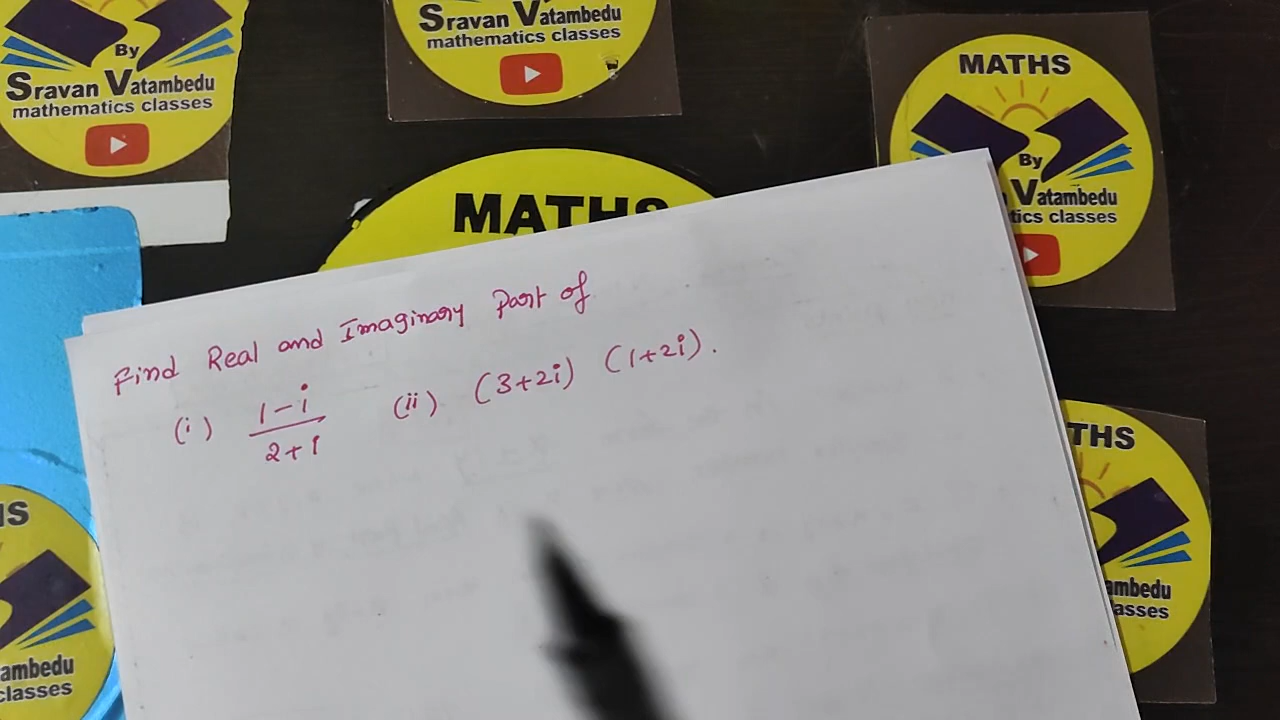 By
Sravan Vatambedu
mathematics classes
Sravan Vatambedu
mathematics classes
MATHS
By
Vatambedu
tics classes
MATHS
Find Real and Imaginary Part of
(i) 1-i / 2+i (ii) (3+2i) (1+2i).
THS
ambedu
asses
IS
ambedu
classes